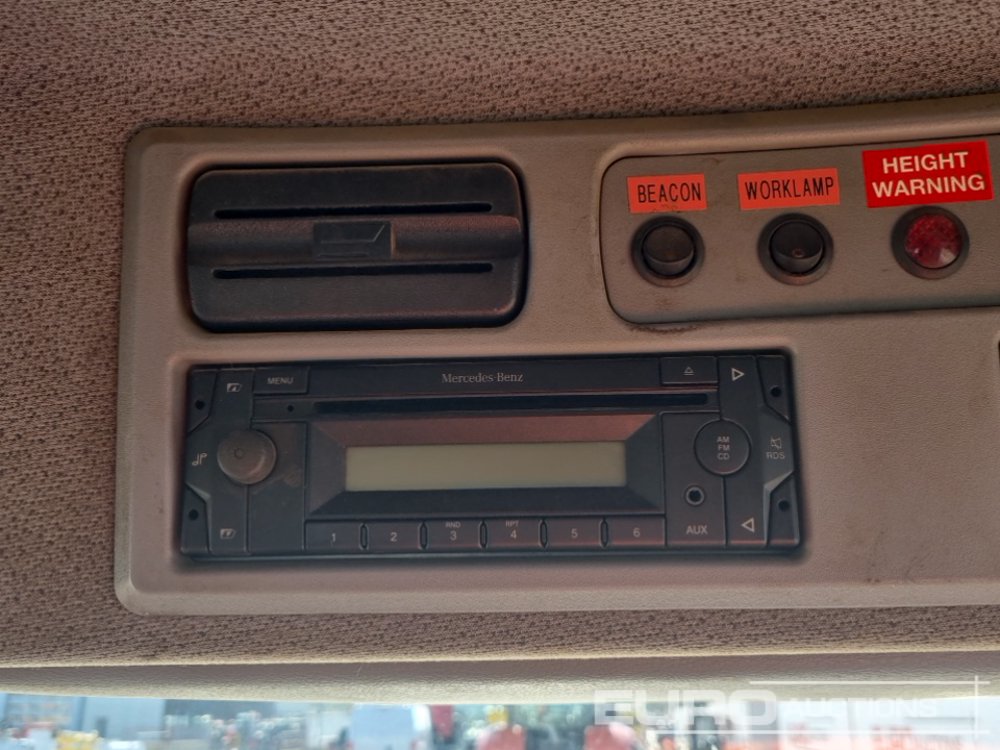 BEACON
WORKLAMP
HEIGHT
WARNING
MENU
Mercedes-Benz
AM
FM
CD
RDS
1
2
RND
3
RPT
4
5
6
AUX
EURO AUCTIONS